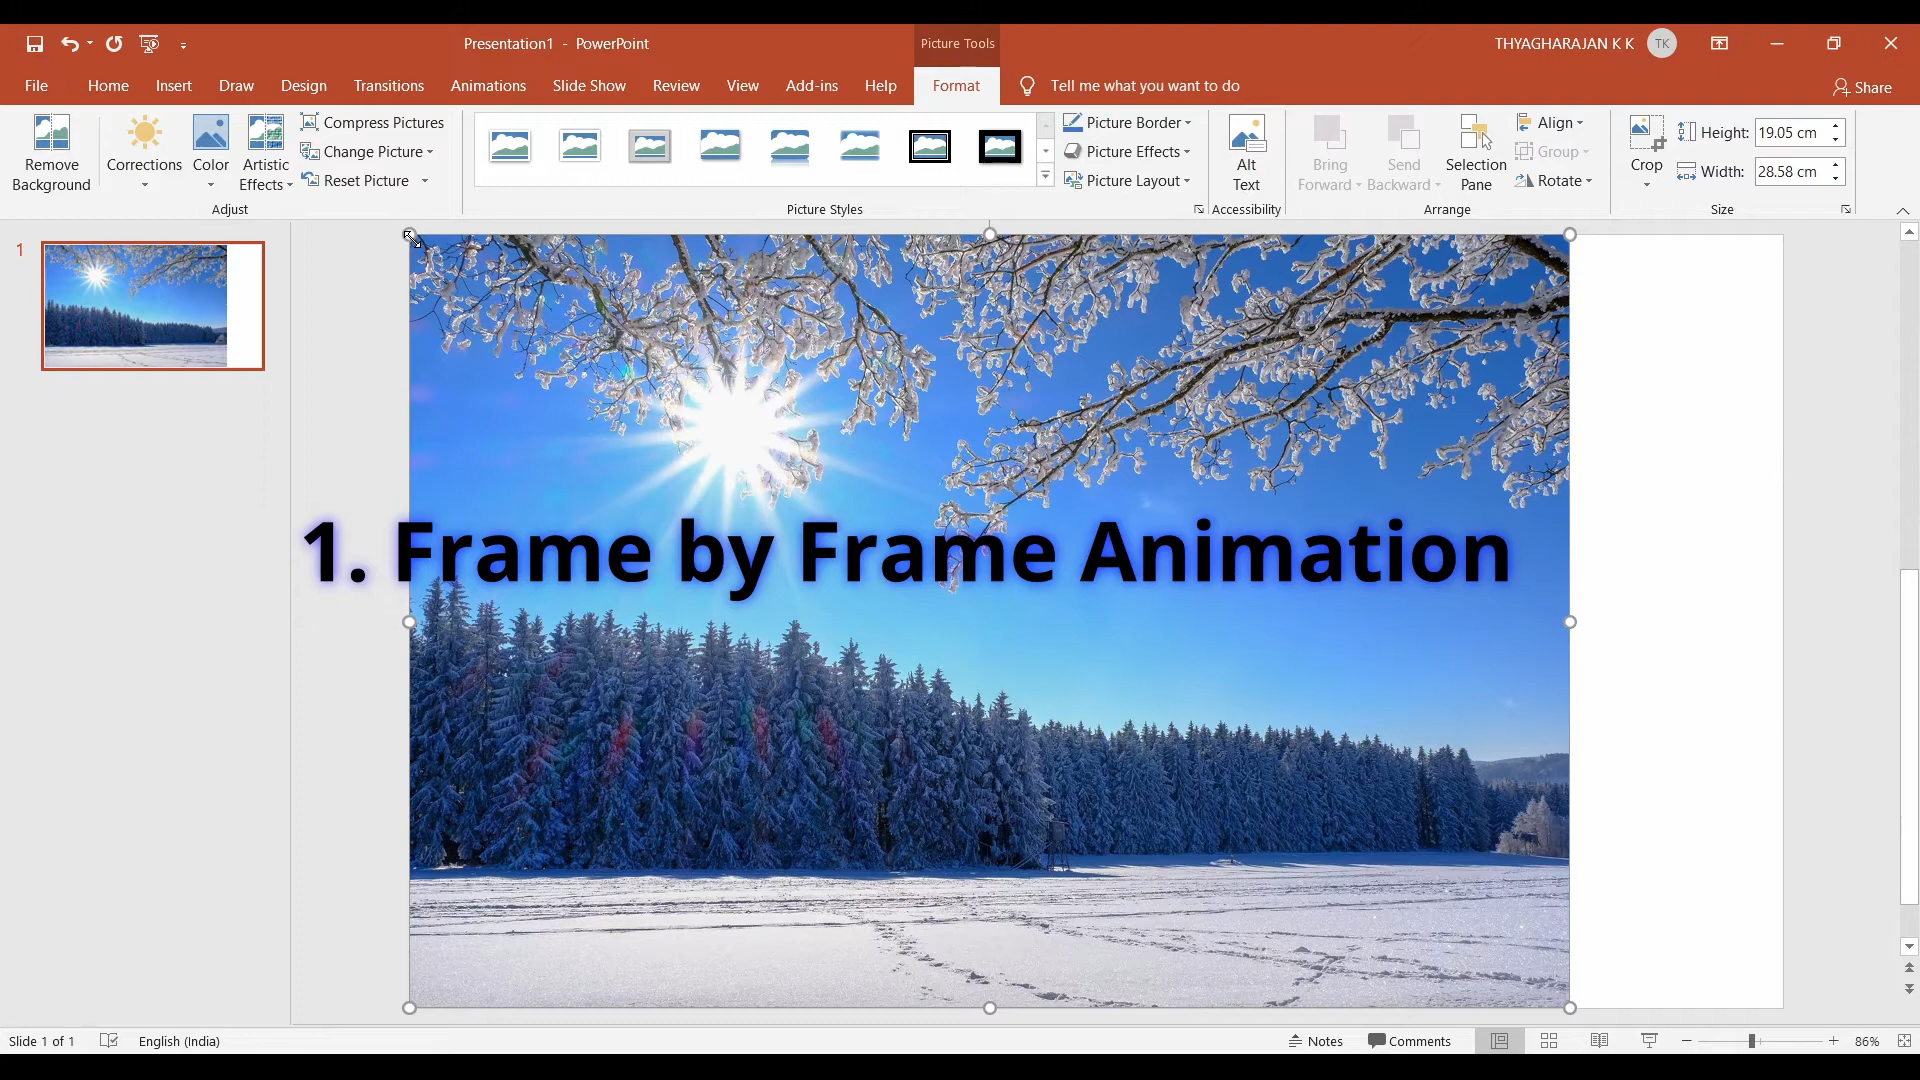 Presentation1 - PowerPoint
Picture Tools
THYAGHARAJAN K K
TK
File
Home
Insert
Draw
Design
Transitions
Animations
Slide Show
Review
View
Add-ins
Help
Format
Tell me what you want to do
Share
Remove
Background
Corrections
Color
Artistic
Effects
Compress Pictures
Change Picture
Reset Picture
Adjust
Picture Styles
Picture Border
Picture Effects
Picture Layout
Alt
Text
Accessibility
Bring
Forward
Send
Backward
Selection
Pane
Align
Group
Rotate
Arrange
Crop
Height: 19.05 cm
Width: 28.58 cm
Size
1
1. Frame by Frame Animation
Slide 1 of 1
English (India)
Notes
Comments
86%